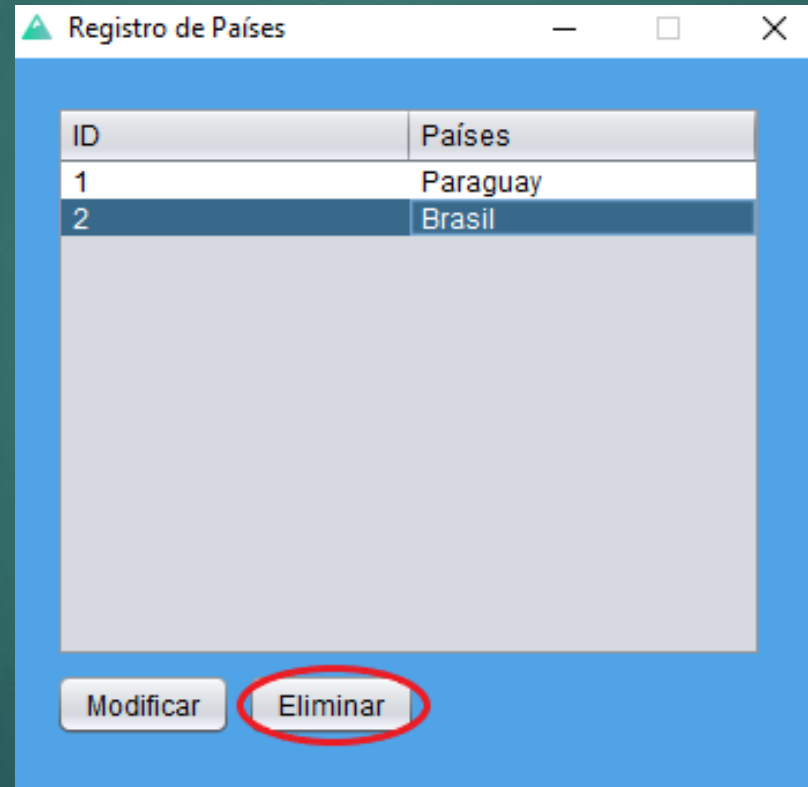 Registro de Países
ID Países
1 Paraguay
2 Brasil
Modificar Eliminar